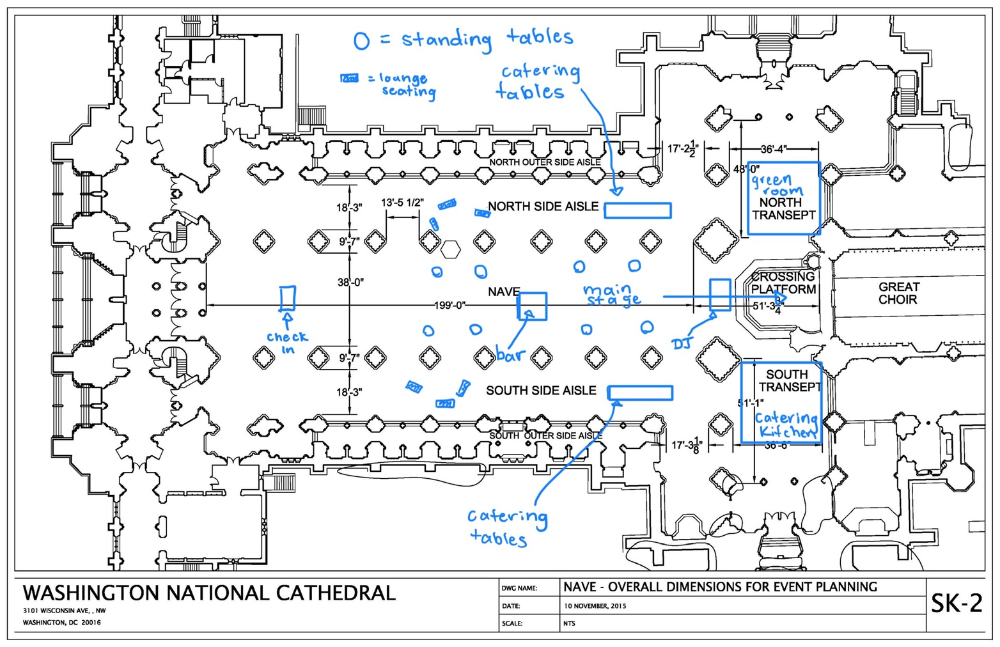 O = standing tables
= lounge
seating
catering
tables
NORTH OUTER SIDE AISLE
17'-2 1/2"
36'-4"
48'-0"
green
room
NORTH
TRANSEPT
18'-3"
13'-5 1/2"
NORTH SIDE AISLE
9'-7"
38'-0"
NAVE
199'-0"
main
stage
CROSSING
PLATFORM
51'-3 3/4"
GREAT
CHOIR
check
in
bar
DJ
9'-7"
18'-3"
SOUTH SIDE AISLE
SOUTH
TRANSEPT
51'-1"
catering
kitchen
SOUTH OUTER SIDE AISLE
17'-3 1/8"
36'-6"
catering
tables
WASHINGTON NATIONAL CATHEDRAL
3101 WISCONSIN AVE, , NW
WASHINGTON, DC 20016
DWG NAME: NAVE - OVERALL DIMENSIONS FOR EVENT PLANNING
DATE: 10 NOVEMBER, 2015
SCALE: NTS
SK-2